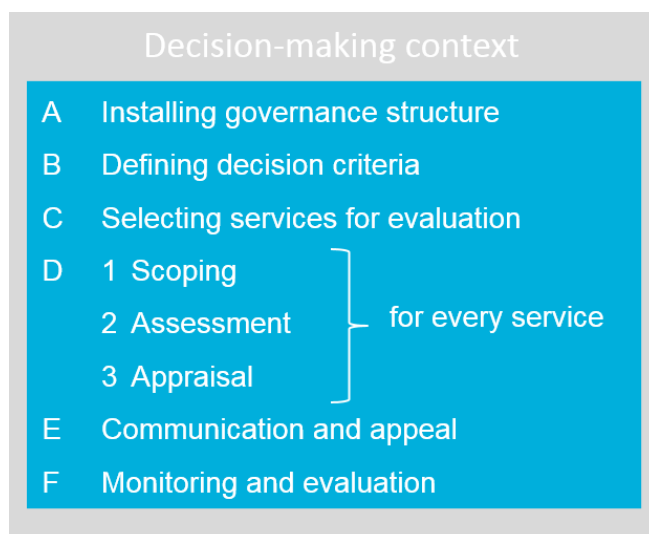 Decision-making context
A Installing governance structure
B Defining decision criteria
C Selecting services for evaluation
D 1 Scoping
2 Assessment
for every service
3 Appraisal
E Communication and appeal
F Monitoring and evaluation